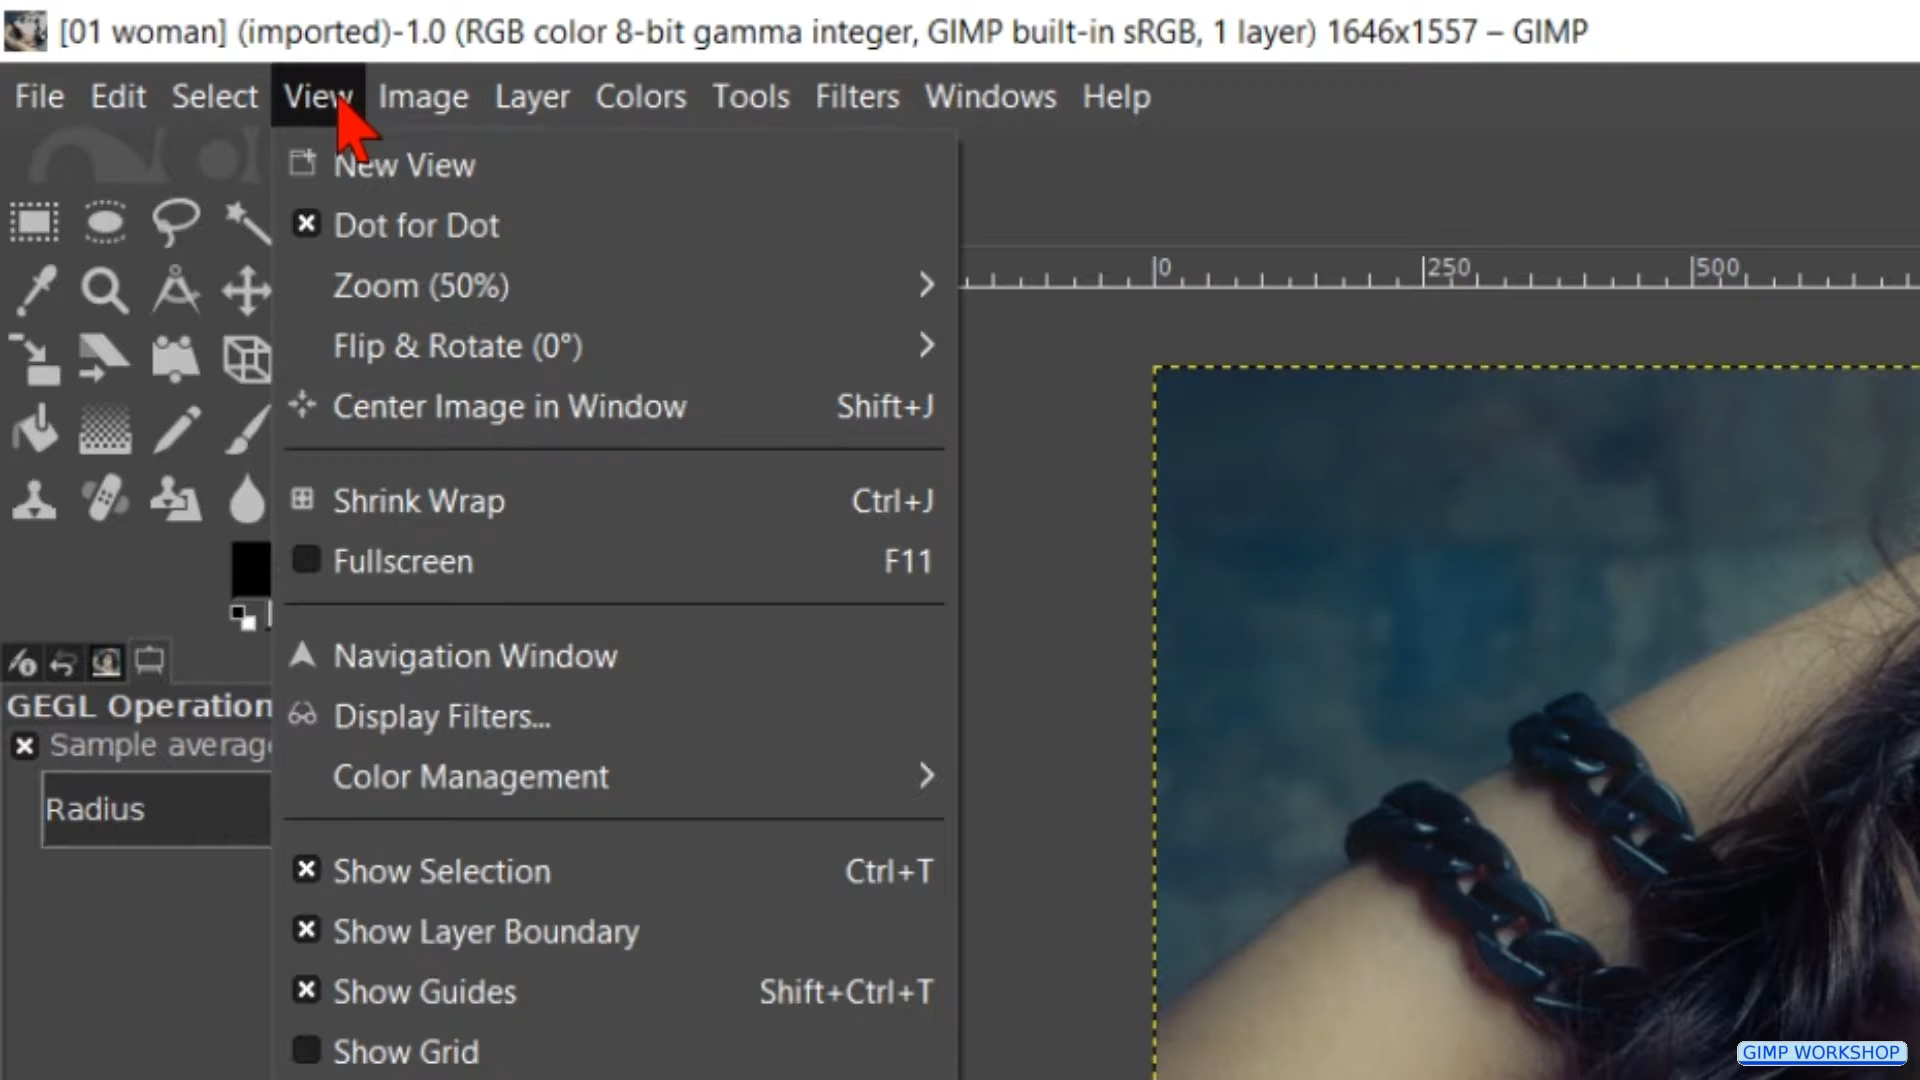 [01 woman] (imported)-1.0 (RGB color 8-bit gamma integer, GIMP built-in sRGB, 1 layer) 1646x1557 – GIMP
File Edit Select View Image Layer Colors Tools Filters Windows Help
New View
Dot for Dot
Zoom (50%)
Flip & Rotate (0°)
Center Image in Window Shift+J
Shrink Wrap Ctrl+J
Fullscreen F11
Navigation Window
Display Filters...
Color Management
Show Selection Ctrl+T
Show Layer Boundary
Show Guides Shift+Ctrl+T
Show Grid
0 250 500
GEGL Operation
Sample average
Radius
GIMP WORKSHOP